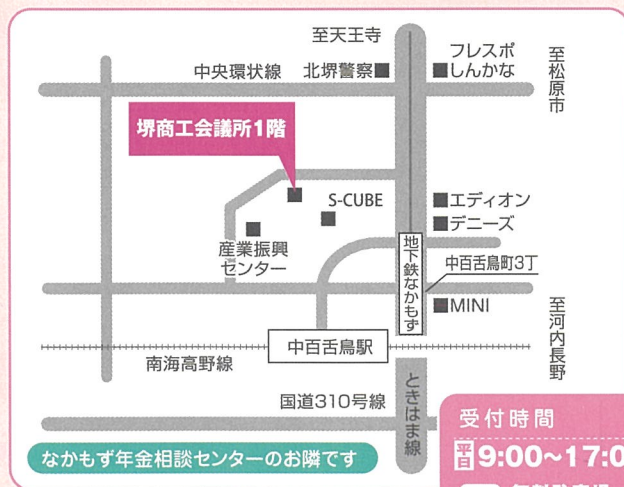 至天王寺
中央環状線
北堺警察
フレスポ
しんかな
至松原市
堺商工会議所1階
S-CUBE
エディオン
デニーズ
産業振興
センター
地下鉄なかもず
中百舌鳥町3丁
MINI
至河内長野
中百舌鳥駅
南海高野線
国道310号線
ときはま線
なかもず年金相談センターのお隣です
受付時間
平日9:00〜17:0